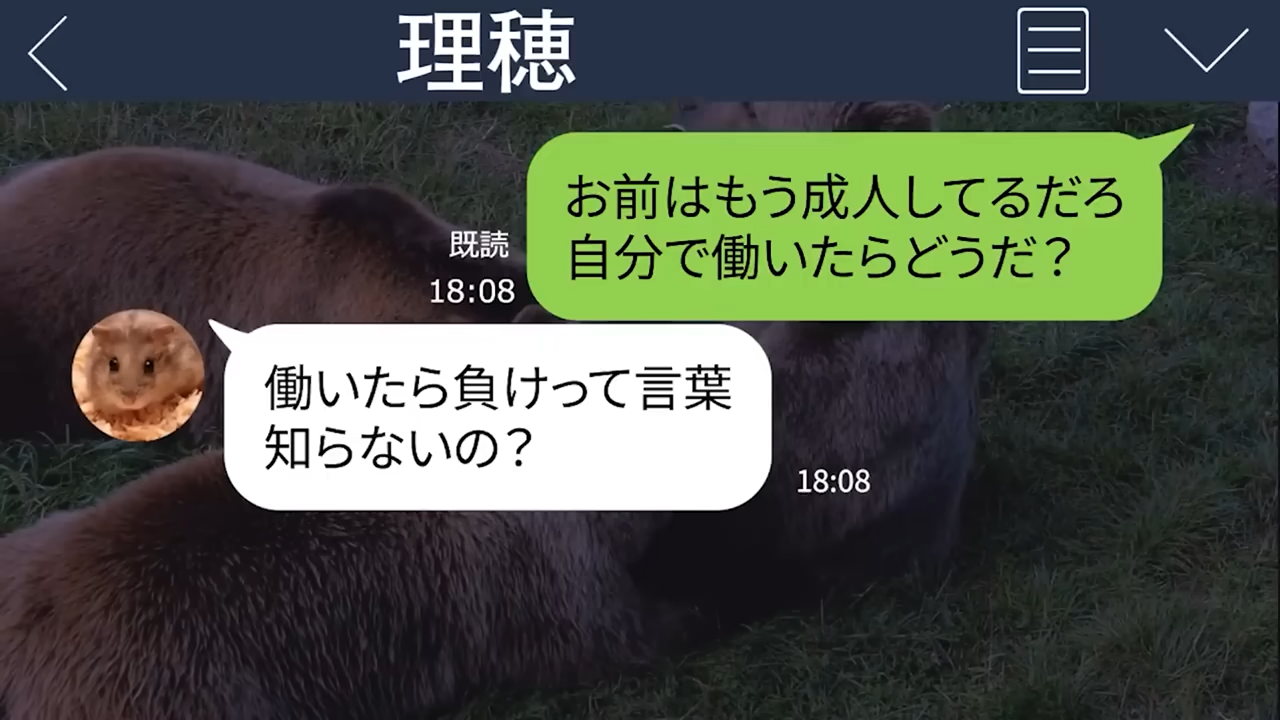 理穂
お前はもう成人してるだろ
自分で働いたらどうだ？
既読
18:08
働いたら負けって言葉
知らないの？
18:08